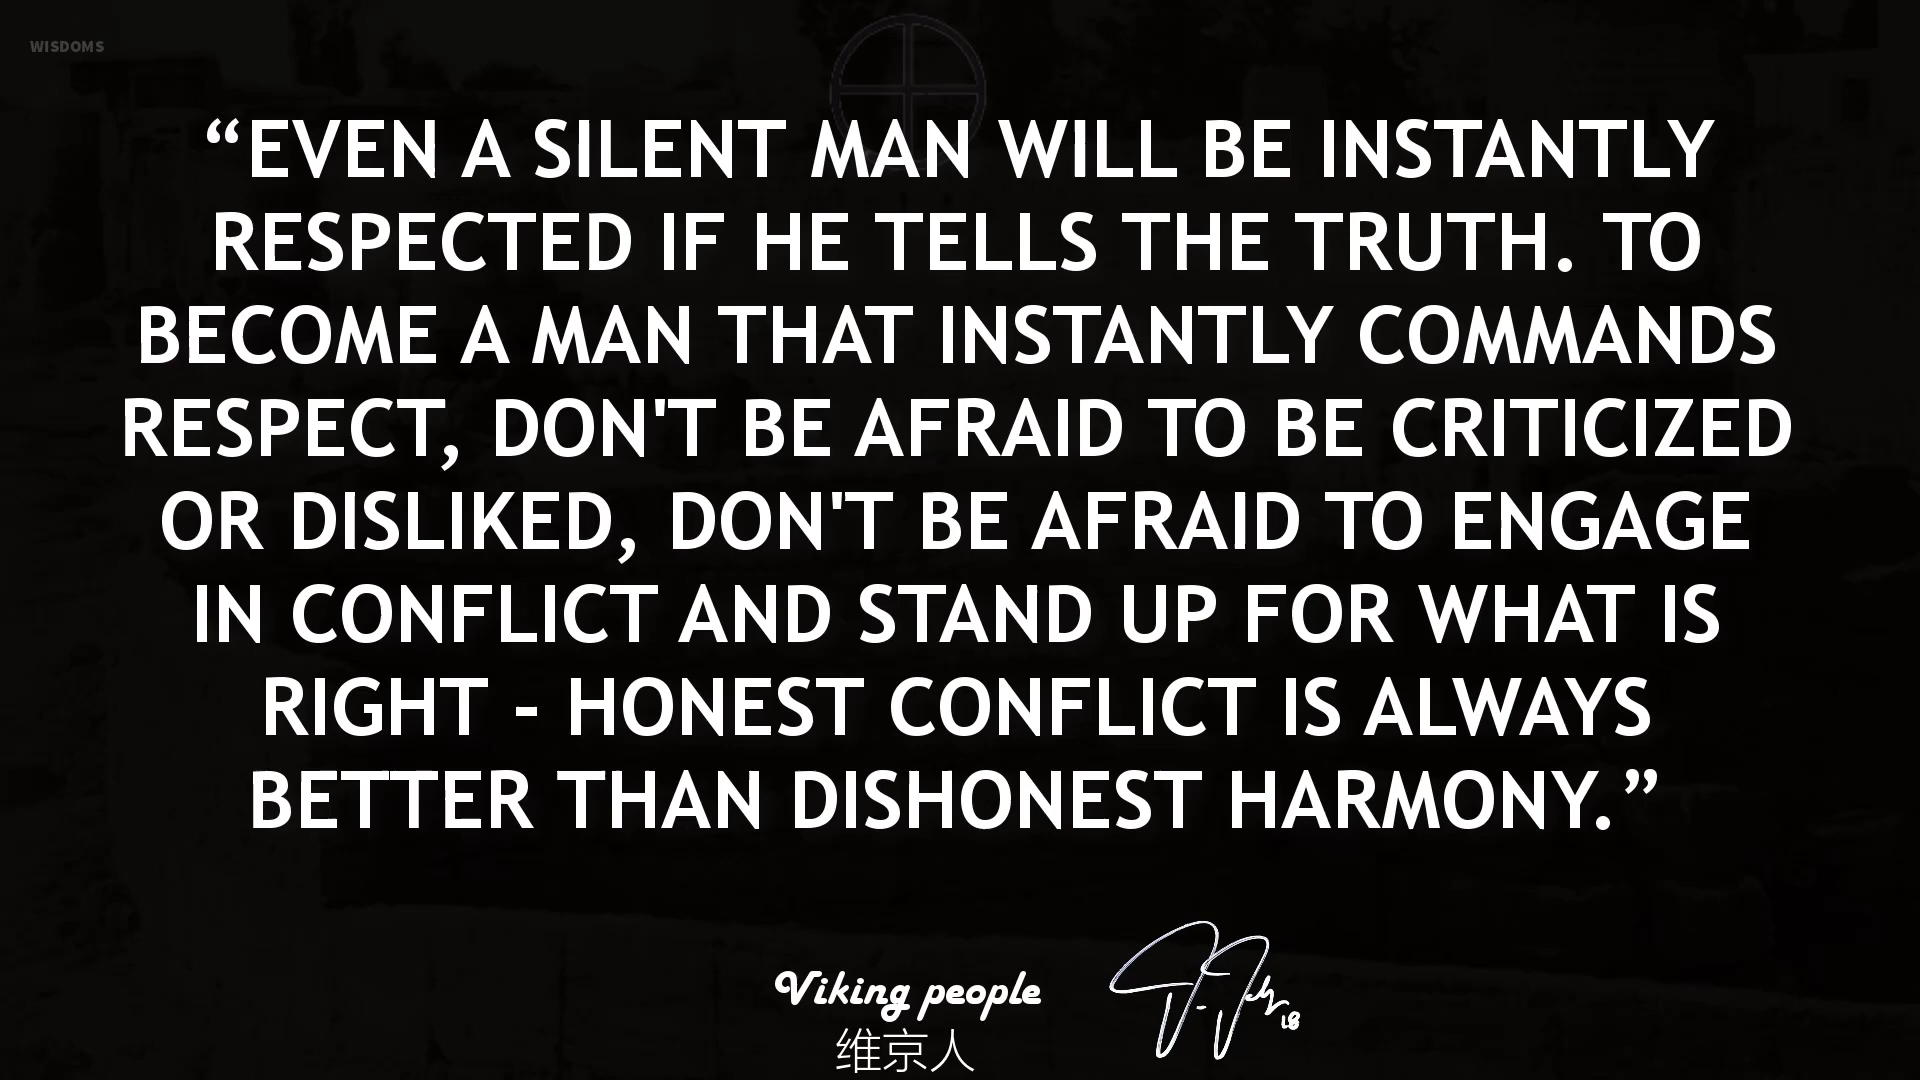 WISDOMS
“EVEN A SILENT MAN WILL BE INSTANTLY
RESPECTED IF HE TELLS THE TRUTH. TO
BECOME A MAN THAT INSTANTLY COMMANDS
RESPECT, DON'T BE AFRAID TO BE CRITICIZED
OR DISLIKED, DON'T BE AFRAID TO ENGAGE
IN CONFLICT AND STAND UP FOR WHAT IS
RIGHT - HONEST CONFLICT IS ALWAYS
BETTER THAN DISHONEST HARMONY.”
Viking people
维京人
18